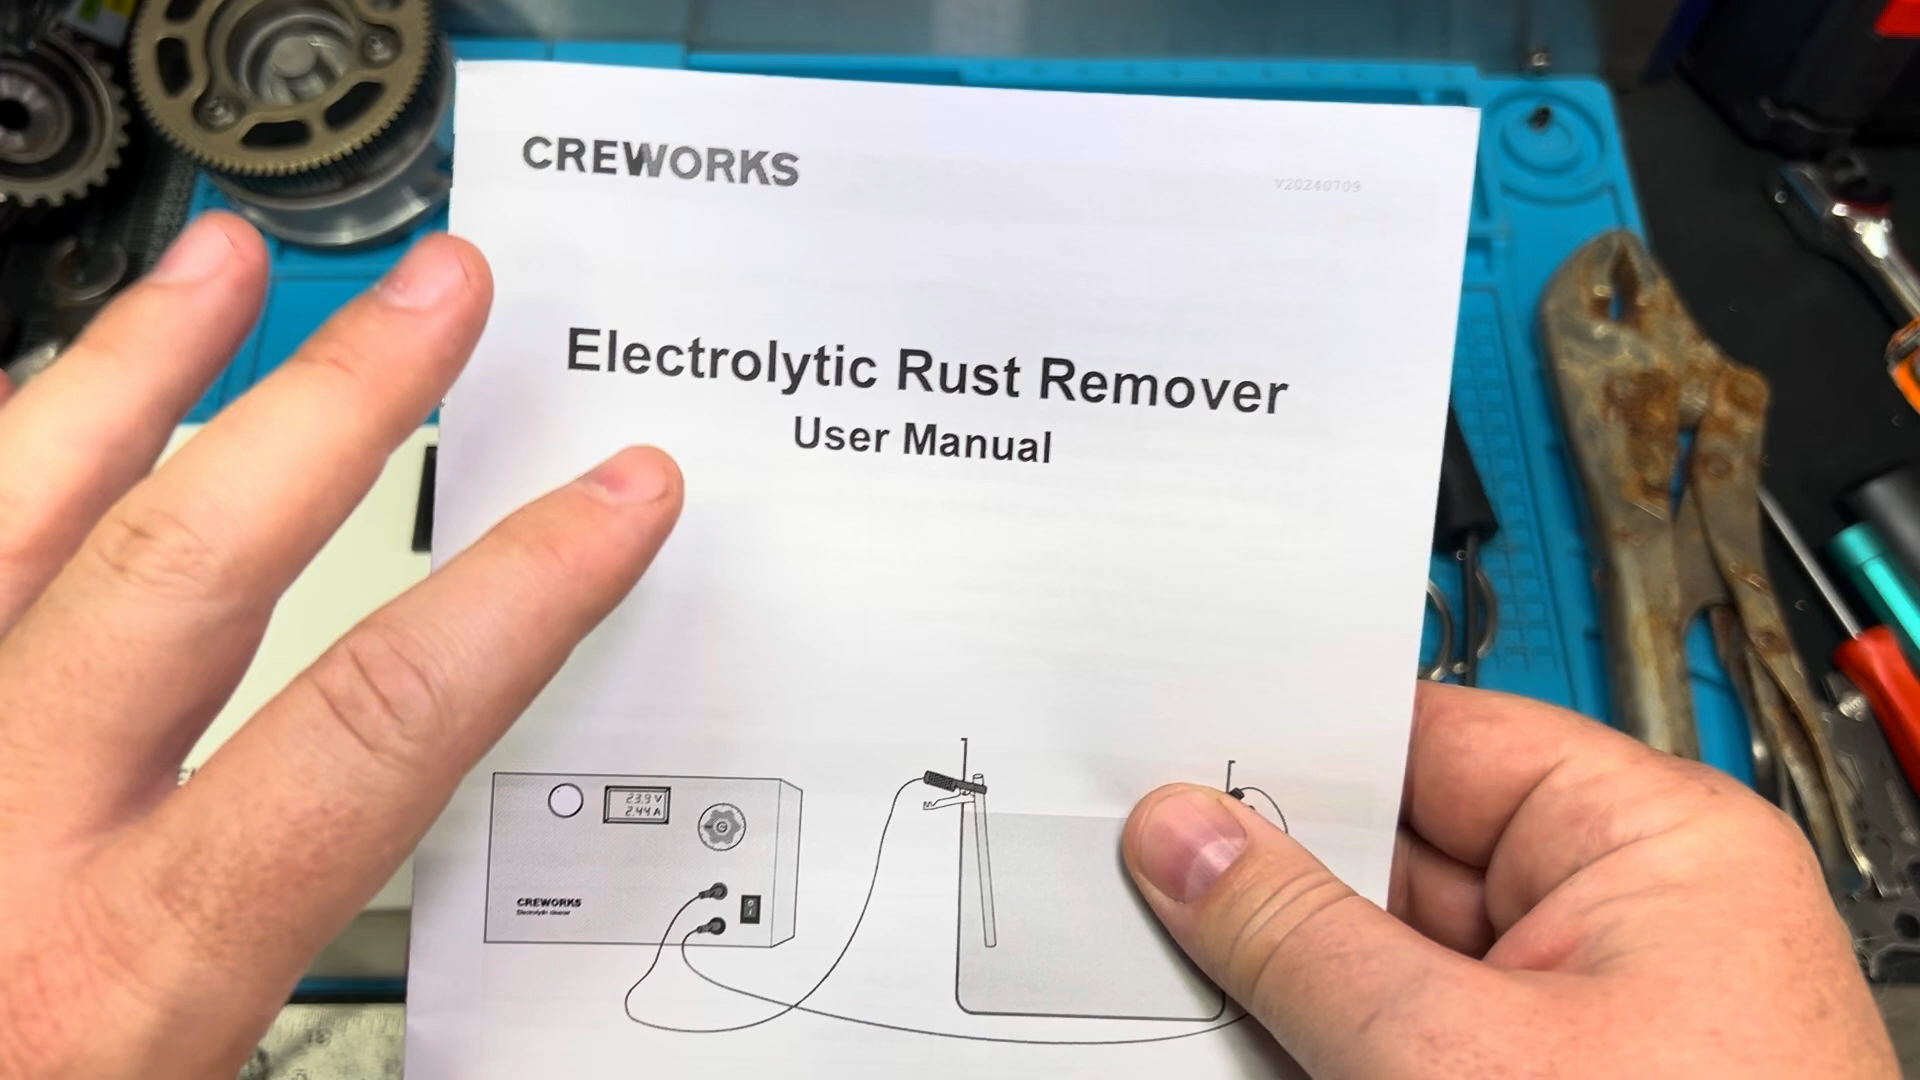 CREWORKS
V20240709
Electrolytic Rust Remover
User Manual
23.9 V
2.44 A
CREWORKS
Electrolytic cleaner